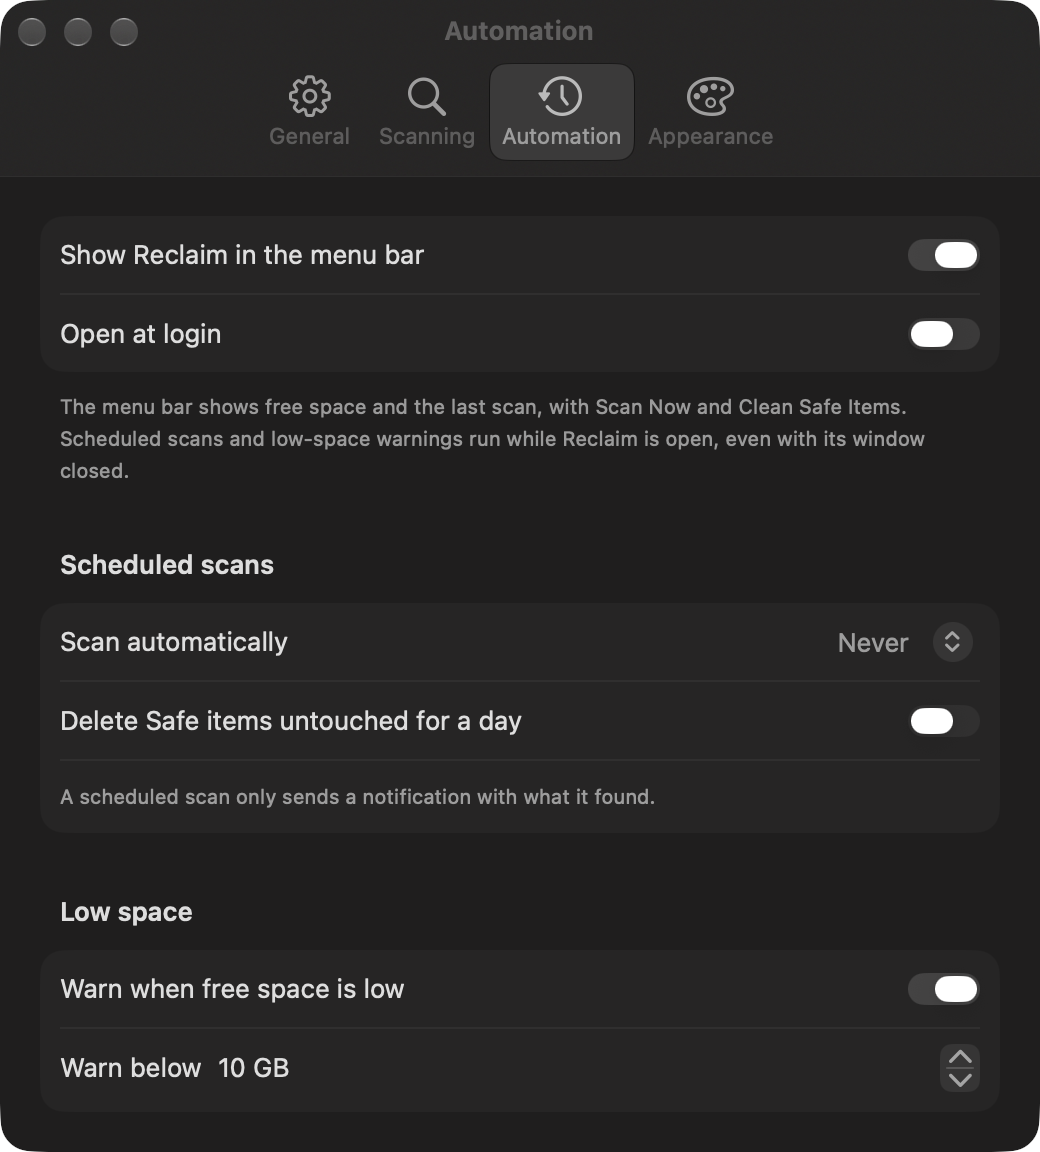 Automation
General
Scanning
Automation
Appearance
Show Reclaim in the menu bar
Open at login
The menu bar shows free space and the last scan, with Scan Now and Clean Safe Items.
Scheduled scans and low-space warnings run while Reclaim is open, even with its window
closed.
Scheduled scans
Scan automatically Never
Delete Safe items untouched for a day
A scheduled scan only sends a notification with what it found.
Low space
Warn when free space is low
Warn below 10 GB